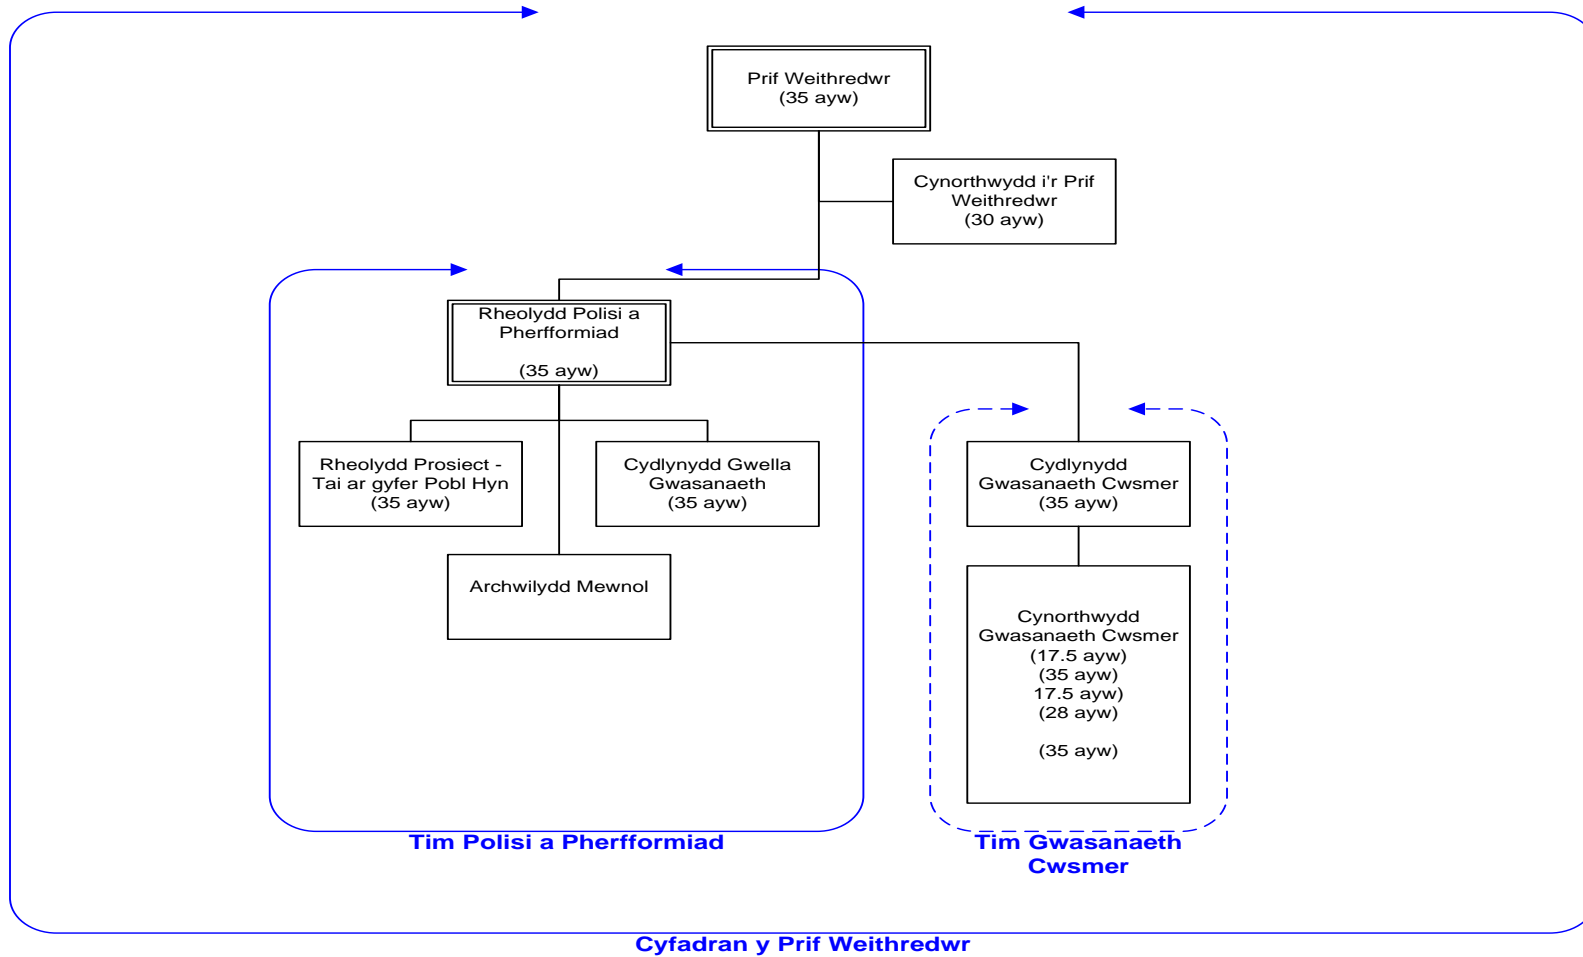 Prif Weithredwr
(35 ayw)
Cynorthwydd i'r Prif
Weithredwr
(30 ayw)
Rheolydd Polisi a
Pherfformiad
(35 ayw)
Rheolydd Prosiect -
Tai ar gyfer Pobl Hyn
(35 ayw)
Cydlynydd Gwella
Gwasanaeth
(35 ayw)
Archwilydd Mewnol
Cydlynydd
Gwasanaeth Cwsmer
(35 ayw)
Cynorthwydd
Gwasanaeth Cwsmer
(17.5 ayw)
(35 ayw)
17.5 ayw)
(28 ayw)
(35 ayw)
Tim Polisi a Pherfformiad
Tim Gwasanaeth
Cwsmer
Cyfadran y Prif Weithredwr